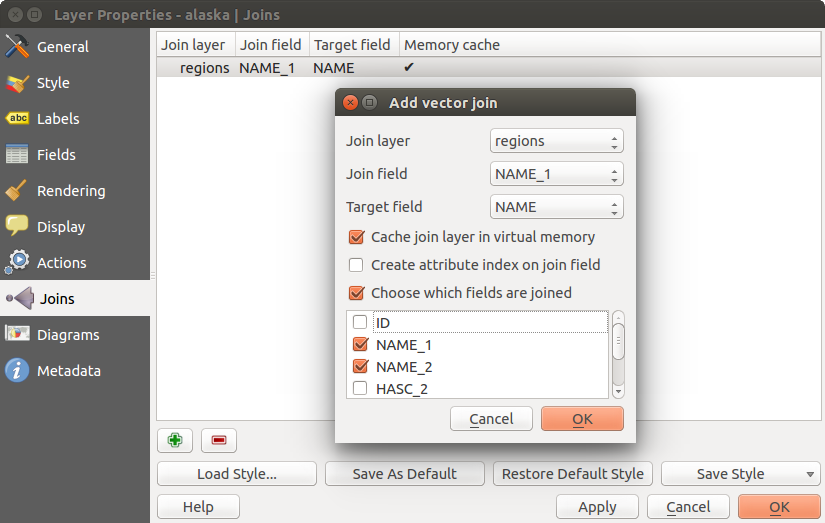 Layer Properties - alaska | Joins
General
Style
abc Labels
Fields
Rendering
Display
Actions
Joins
Diagrams
Metadata
Join layer Join field Target field Memory cache
regions NAME_1 NAME ✔
Add vector join
Join layer regions
Join field NAME_1
Target field NAME
Cache join layer in virtual memory
Create attribute index on join field
Choose which fields are joined
ID
NAME_1
NAME_2
HASC_2
Cancel OK
Load Style... Save As Default Restore Default Style Save Style
Help Apply Cancel OK